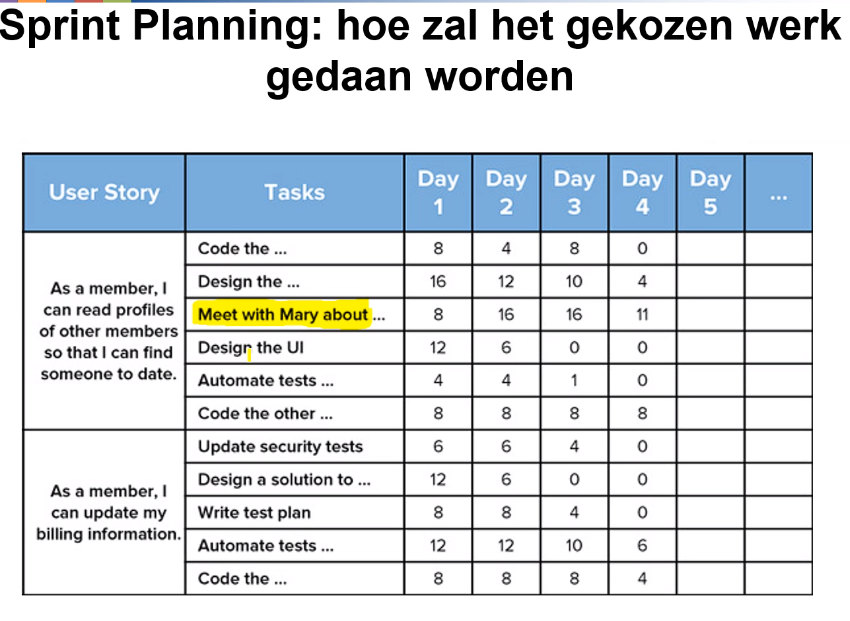 Sprint Planning: hoe zal het gekozen werk
gedaan worden
User Story Tasks Day 1 Day 2 Day 3 Day 4 Day 5 ...
As a member, I
can read profiles
of other members
so that I can find
someone to date.
Code the ... 8 4 8 0
Design the ... 16 12 10 4
Meet with Mary about ... 8 16 16 11
Design the UI 12 6 0 0
Automate tests ... 4 4 1 0
Code the other ... 8 8 8 8
As a member, I
can update my
billing information.
Update security tests 6 6 4 0
Design a solution to ... 12 6 0 0
Write test plan 8 8 4 0
Automate tests ... 12 12 10 6
Code the ... 8 8 8 4